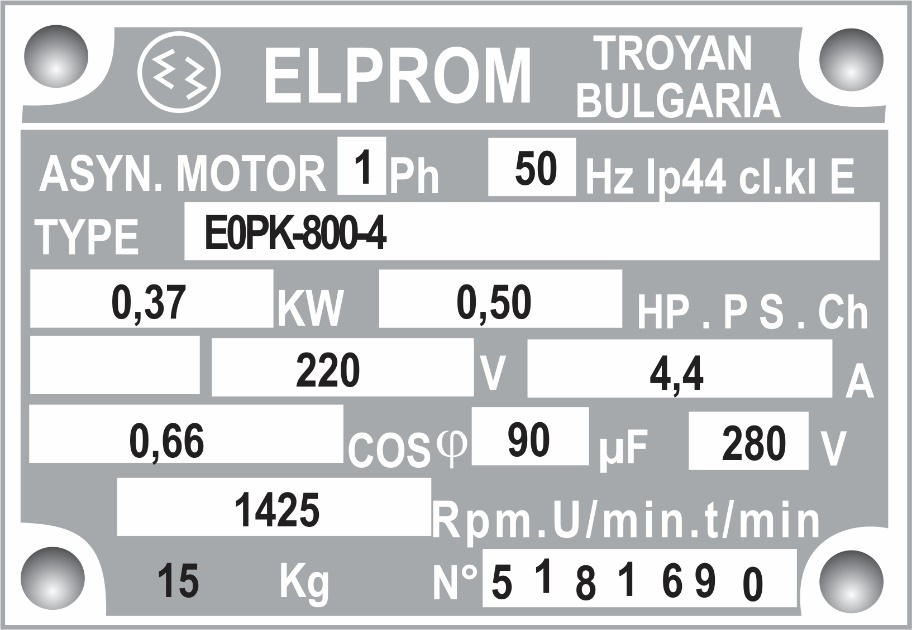 ELPROM TROYAN
BULGARIA
ASYN. MOTOR 1 Ph 50 Hz Ip44 cl.kl E
TYPE E0PK-800-4
0,37 KW 0,50 HP . P S . Ch
220 V 4,4 A
0,66 COSφ 90 µF 280 V
1425 Rpm.U/min.t/min
15 Kg N° 5 1 8 1 6 9 0